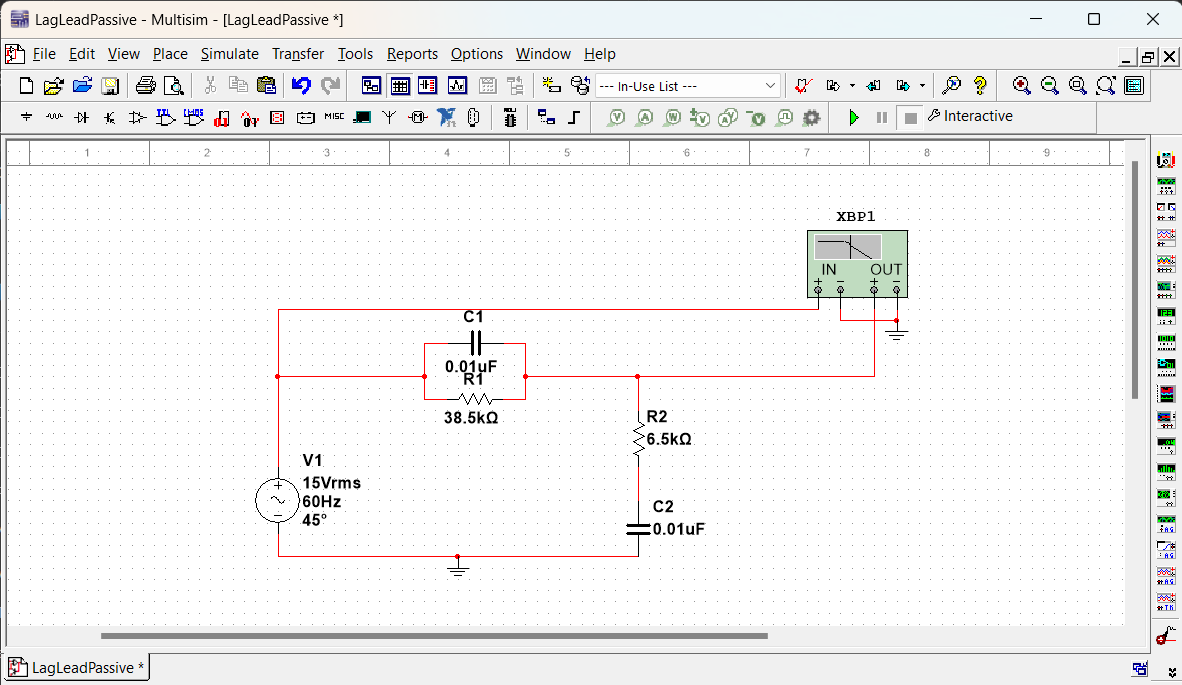 LagLeadPassive - Multisim - [LagLeadPassive *]
File Edit View Place Simulate Transfer Tools Reports Options Window Help
--- In-Use List ---
MISC
Interactive
1 2 3 4 5 6 7 8 9
XBP1
IN OUT
C1
0.01uF
R1
38.5kΩ
R2
6.5kΩ
V1
15Vrms
60Hz
45°
C2
0.01uF
LagLeadPassive *